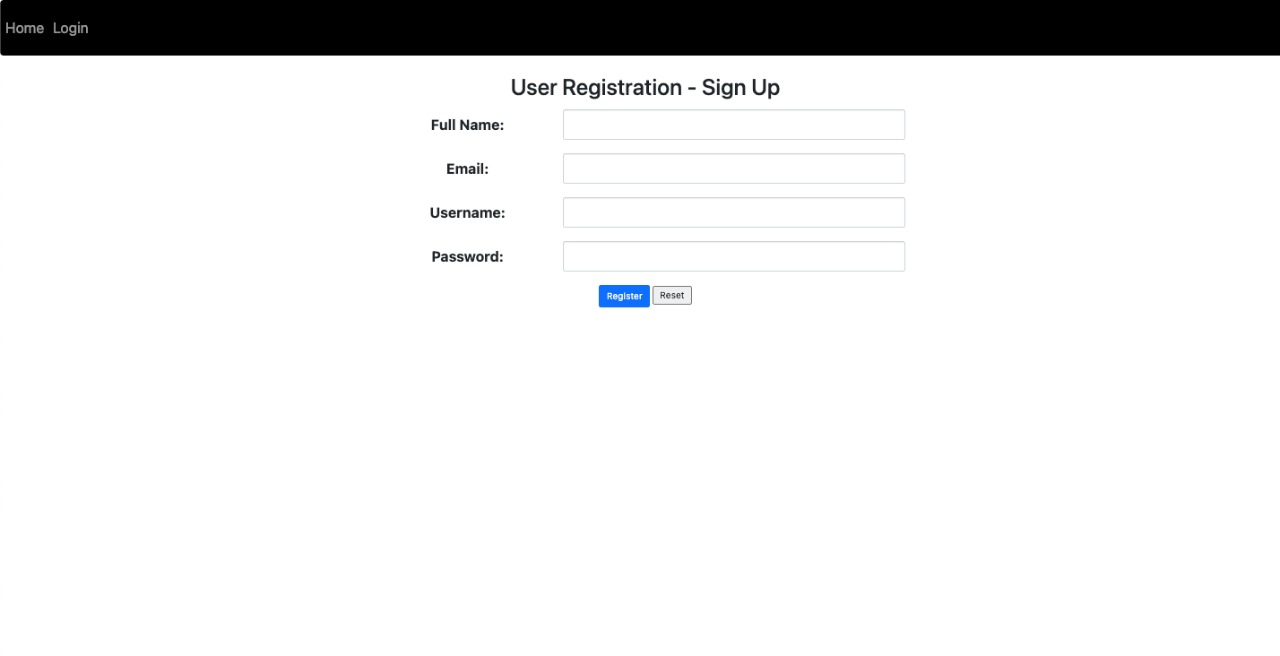 Home Login
User Registration - Sign Up
Full Name:
Email:
Username:
Password:
Register Reset